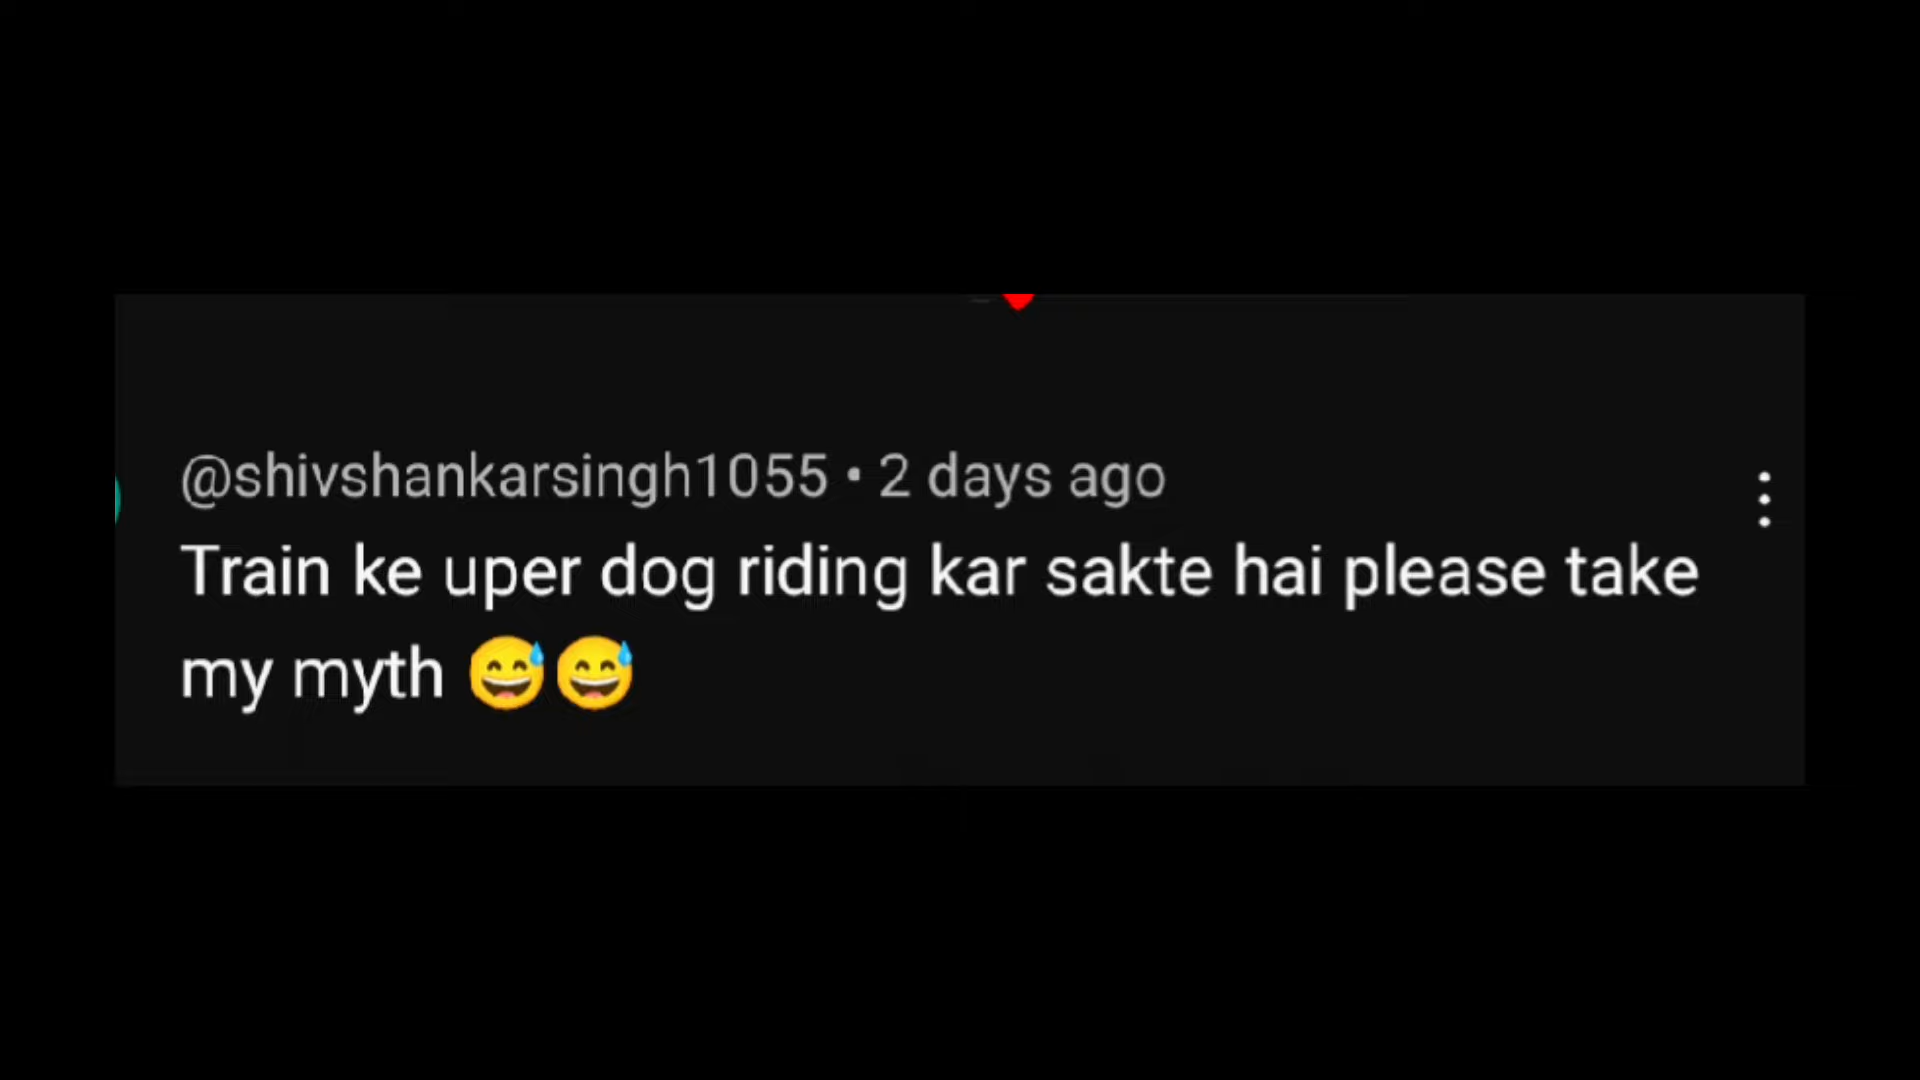 @shivshankarsingh1055 • 2 days ago
Train ke uper dog riding kar sakte hai please take
my myth 😅😅